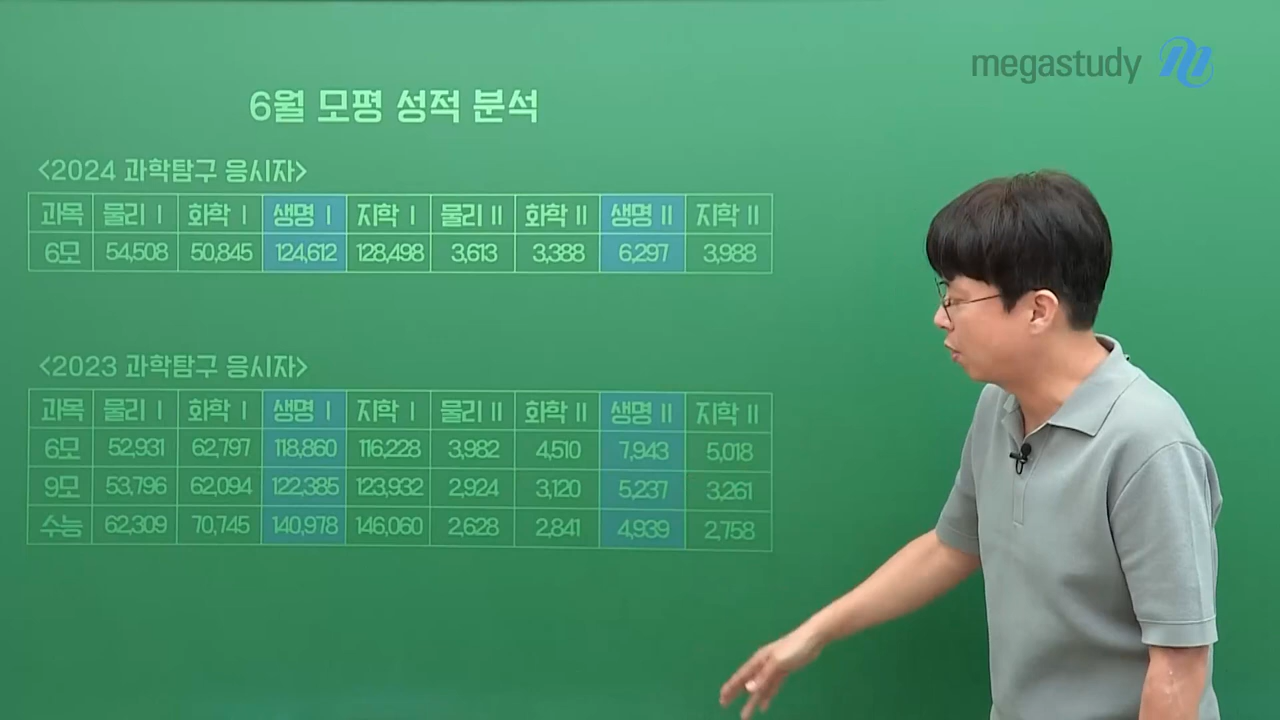 megastudy
6월 모평 성적 분석
<2024 과학탐구 응시자>
과목 물리 I 화학 I 생명 I 지학 I 물리 II 화학 II 생명 II 지학 II
6모 54,508 50,845 124,612 128,498 3,613 3,388 6,297 3,988
<2023 과학탐구 응시자>
과목 물리 I 화학 I 생명 I 지학 I 물리 II 화학 II 생명 II 지학 II
6모 52,931 62,797 118,860 116,228 3,982 4,510 7,943 5,018
9모 53,796 62,094 122,385 123,932 2,924 3,120 5,237 3,261
수능 62,309 70,745 140,978 146,060 2,628 2,841 4,939 2,758